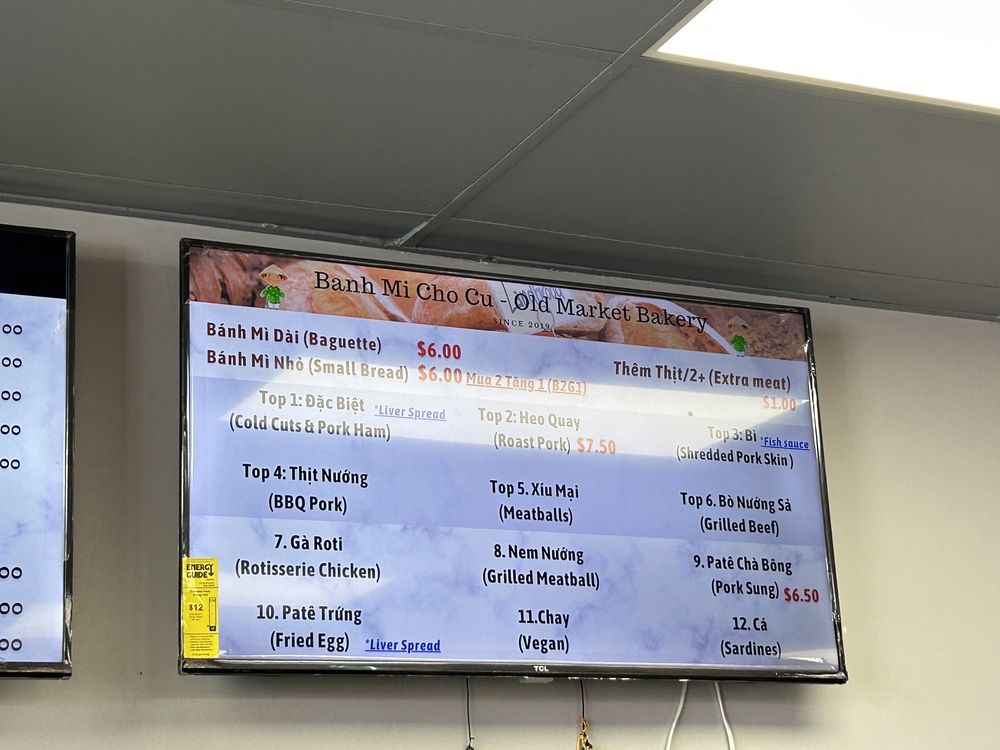 Banh Mi Cho Cu - Old Market Bakery
SINCE 2019
Bánh Mì Dài (Baguette) $6.00
Bánh Mì Nhỏ (Small Bread) $6.00 Mua 2 Tặng 1 (B2G1)
Thêm Thịt/2+ (Extra meat)
$1.00
Top 1: Đặc Biệt *Liver Spread
(Cold Cuts & Pork Ham)
Top 2: Heo Quay
(Roast Pork) $7.50
Top 3: Bì *Fish sauce
(Shredded Pork Skin)
Top 4: Thịt Nướng
(BBQ Pork)
Top 5. Xíu Mại
(Meatballs)
Top 6. Bò Nướng Sả
(Grilled Beef)
7. Gà Roti
(Rotisserie Chicken)
8. Nem Nướng
(Grilled Meatball)
9. Patê Chà Bông
(Pork Sung) $6.50
10. Patê Trứng
(Fried Egg) *Liver Spread
11.Chay
(Vegan)
12. Cá
(Sardines)
ENERGY
GUIDE
$12
TCL